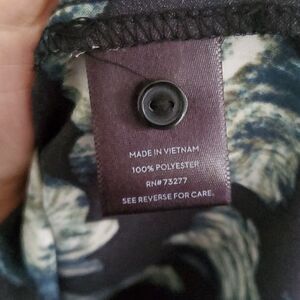 MADE IN VIETNAM
100% POLYESTER
RN#73277
SEE REVERSE FOR CARE.